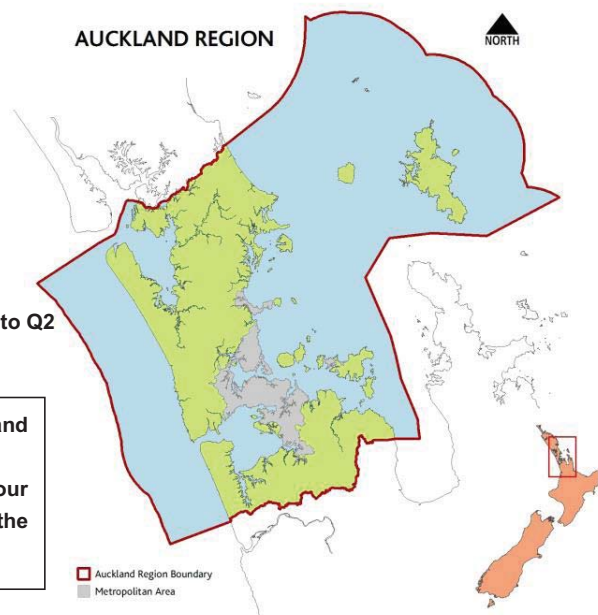 AUCKLAND REGION
NORTH
to Q2
and
our
the
Auckland Region Boundary
Metropolitan Area